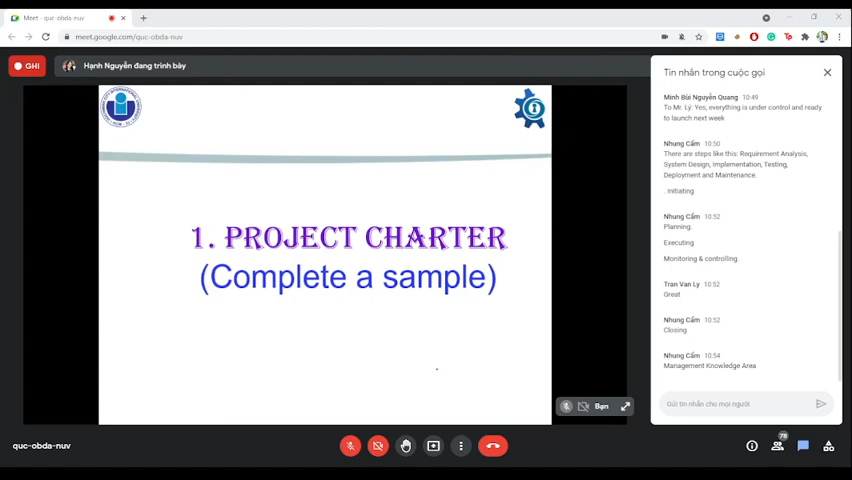 Meet - quc-obda-nuv
meet.google.com/quc-obda-nuv
GHI
Hạnh Nguyễn đang trình bày
1. PROJECT CHARTER
(Complete a sample)
Bạn
Tin nhắn trong cuộc gọi
Minh Bùi Nguyễn Quang 10:49
To Mr. Lý: Yes, everything is under control and ready
to launch next week
Nhung Cẩm 10:50
There are steps like this: Requirement Analysis,
System Design, Implementation, Testing,
Deployment and Maintenance.
. Initiating
Nhung Cẩm 10:52
Planning.
Executing
Monitoring & controlling.
Tran Van Ly 10:52
Great
Nhung Cẩm 10:52
Closing
Nhung Cẩm 10:54
Management Knowledge Area
Gửi tin nhắn cho mọi người
quc-obda-nuv
78